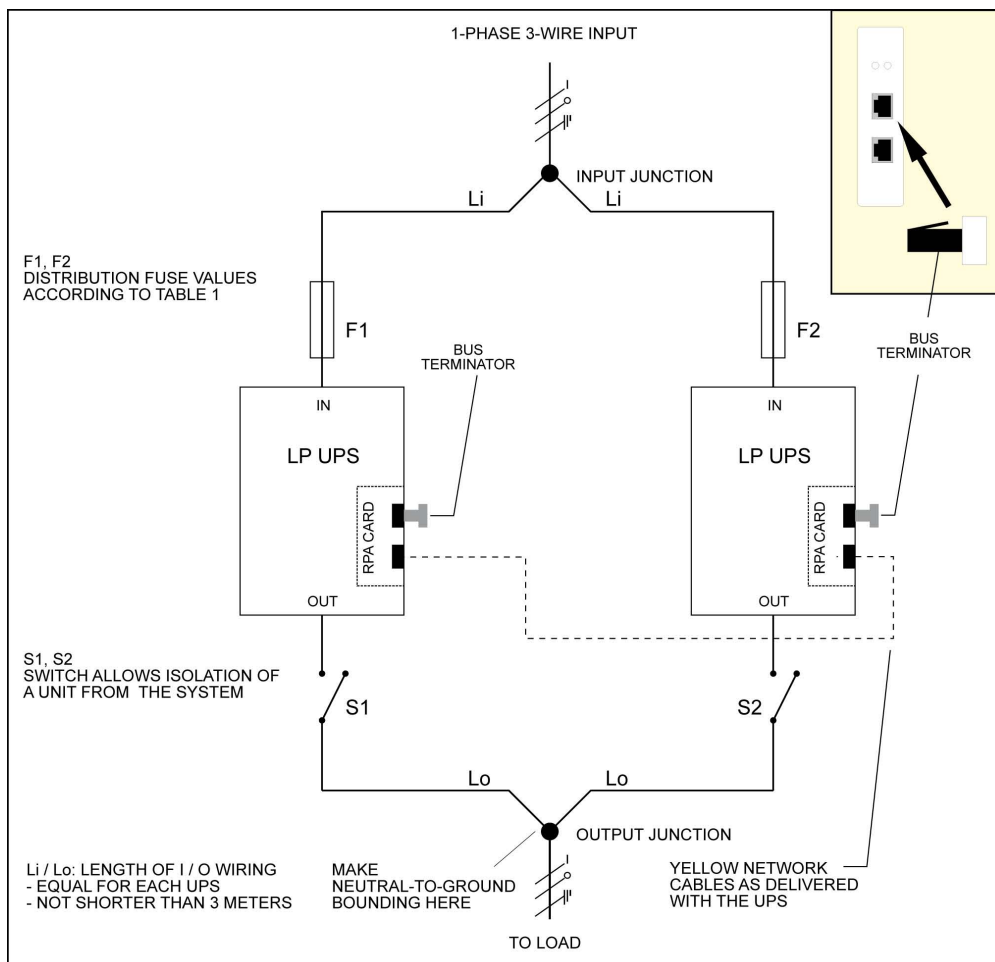 1-PHASE 3-WIRE INPUT
INPUT JUNCTION
Li
Li
F1, F2
DISTRIBUTION FUSE VALUES
ACCORDING TO TABLE 1
F1
F2
BUS
TERMINATOR
BUS
TERMINATOR
IN
IN
LP UPS
LP UPS
RPA CARD
RPA CARD
OUT
OUT
S1, S2
SWITCH ALLOWS ISOLATION OF
A UNIT FROM THE SYSTEM
S1
S2
Lo
Lo
OUTPUT JUNCTION
Li / Lo: LENGTH OF I / O WIRING
- EQUAL FOR EACH UPS
- NOT SHORTER THAN 3 METERS
MAKE
NEUTRAL-TO-GROUND
BOUNDING HERE
YELLOW NETWORK
CABLES AS DELIVERED
WITH THE UPS
TO LOAD